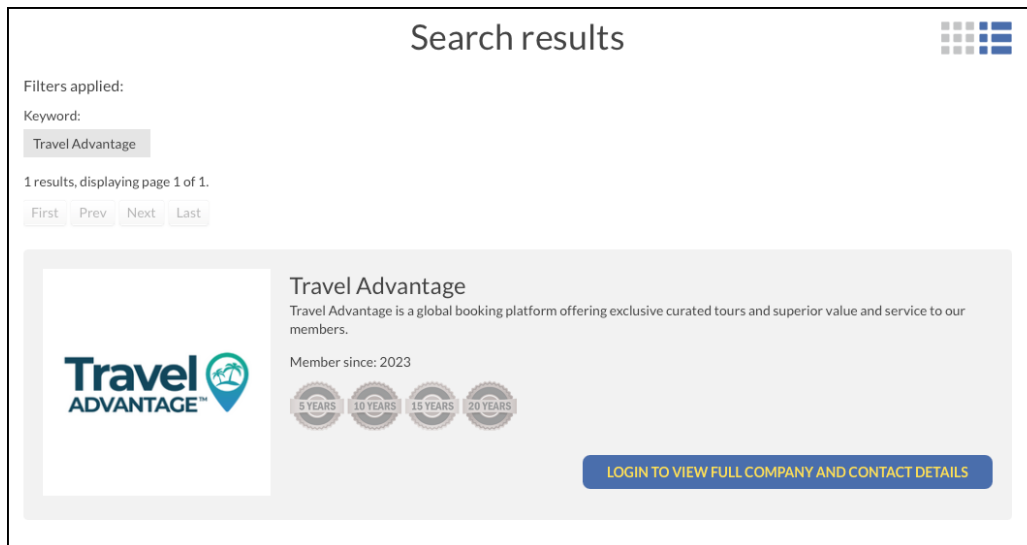 Search results
Filters applied:
Keyword:
Travel Advantage
1 results, displaying page 1 of 1.
First Prev Next Last
Travel
ADVANTAGE™
Travel Advantage
Travel Advantage is a global booking platform offering exclusive curated tours and superior value and service to our
members.
Member since: 2023
5 YEARS 10 YEARS 15 YEARS 20 YEARS
LOGIN TO VIEW FULL COMPANY AND CONTACT DETAILS